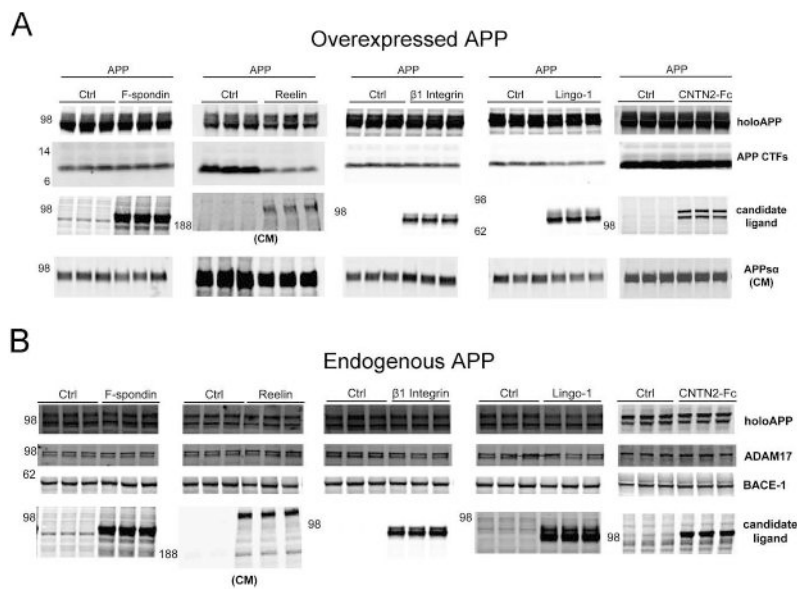 A
Overexpressed APP
APP APP APP APP APP
Ctrl F-spondin Ctrl Reelin Ctrl β1 Integrin Ctrl Lingo-1 Ctrl CNTN2-Fc
98 holoAPP
14
APP CTFs
6
98 188 98 98 62 98 candidate ligand
(CM)
98 APPsα (CM)
B
Endogenous APP
Ctrl F-spondin Ctrl Reelin Ctrl β1 Integrin Ctrl Lingo-1 Ctrl CNTN2-Fc
98 holoAPP
98 ADAM17
62 BACE-1
98 188 98 98 98 candidate ligand
(CM)